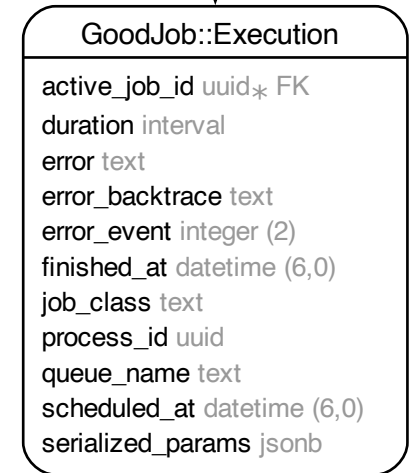 GoodJob::Execution
active_job_id uuid∗ FK
duration interval
error text
error_backtrace text
error_event integer (2)
finished_at datetime (6,0)
job_class text
process_id uuid
queue_name text
scheduled_at datetime (6,0)
serialized_params jsonb